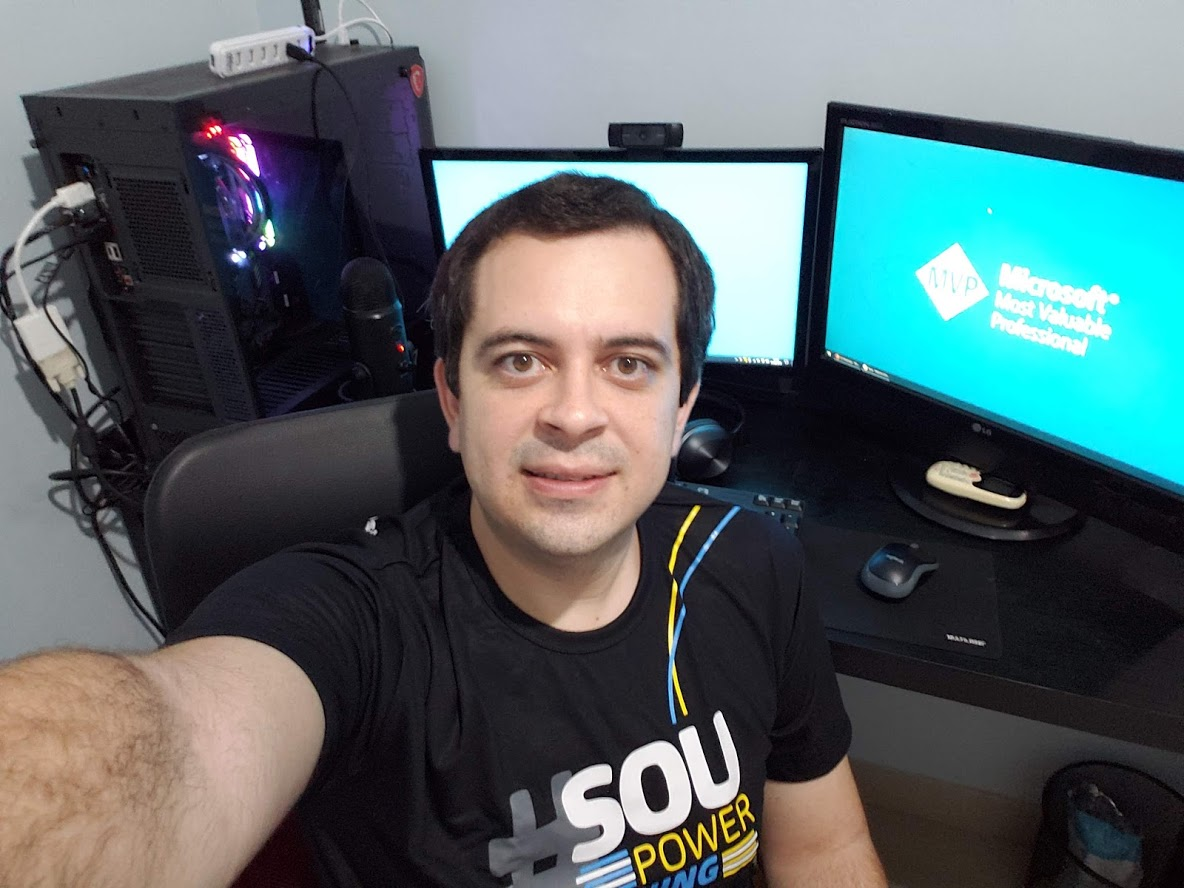 MVP
Microsoft®
Most Valuable
Professional
LG
#SOU
POWER